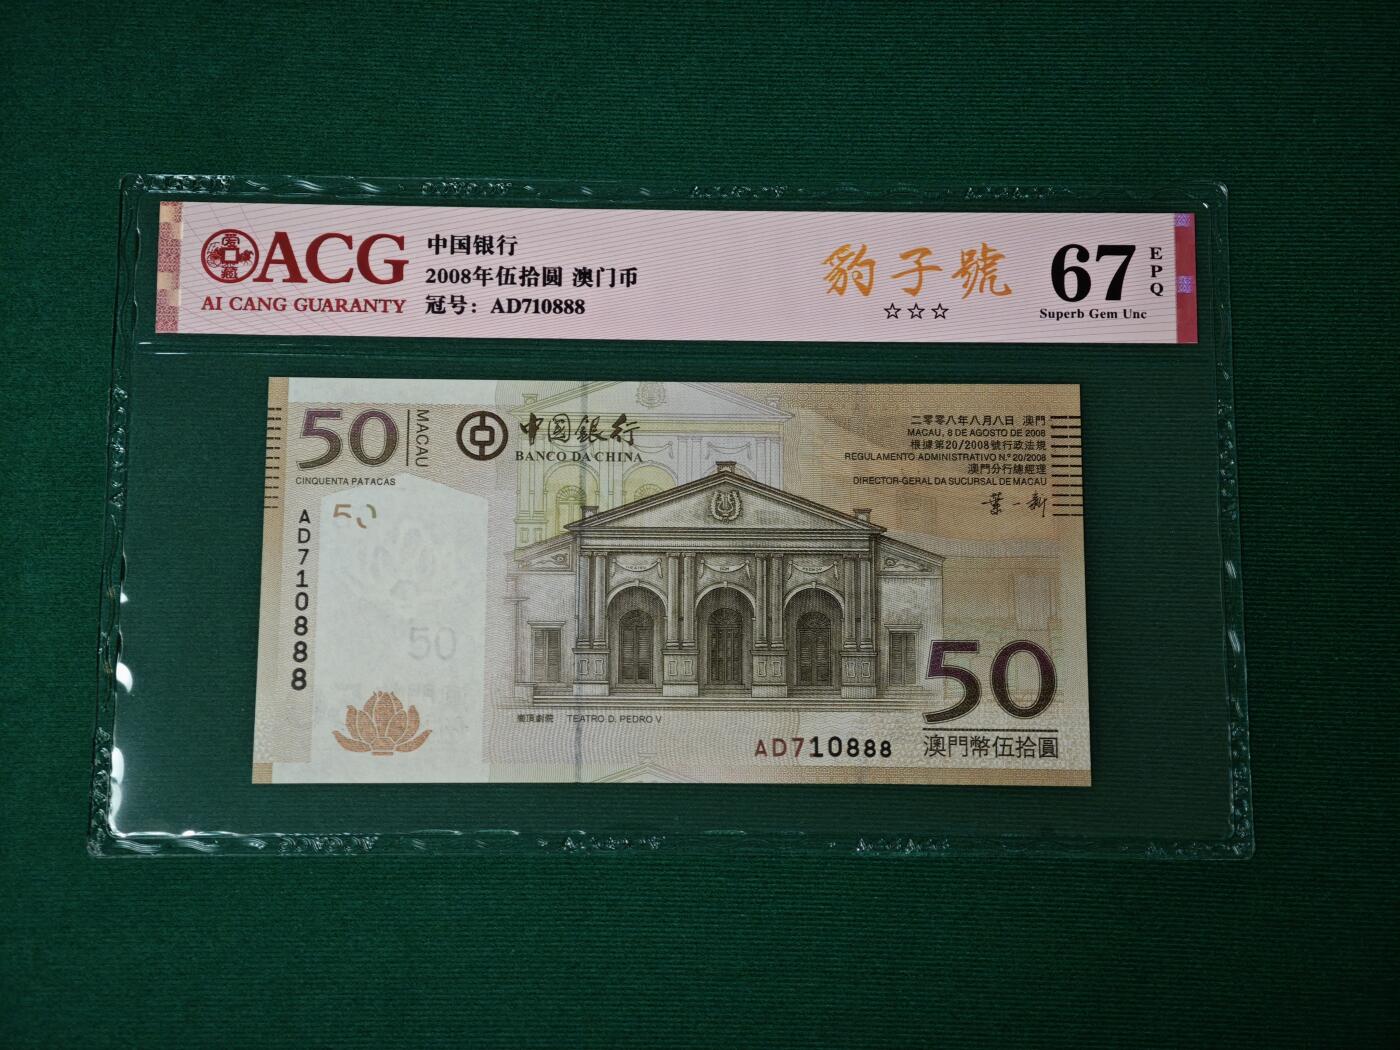 爱藏
ACG
AI CANG GUARANTY
中国银行
2008年伍拾圆 澳门币
冠号: AD710888
豹子號
☆☆☆
67
EPQ
Superb Gem Unc
50
MACAU
CINQUENTA PATACAS
中國銀行
BANCO DA CHINA
二零零八年八月八日 澳門
MACAU, 8 DE AGOSTO DE 2008
根據第20/2008號行政法規
REGULAMENTO ADMINISTRATIVO N.º 20/2008
澳門分行總經理
DIRECTOR-GERAL DA SUCURSAL DE MACAU
葉一新
AD710888
50
50
崗頂劇院 TEATRO D. PEDRO V
AD710888
50
澳門幣伍拾圓